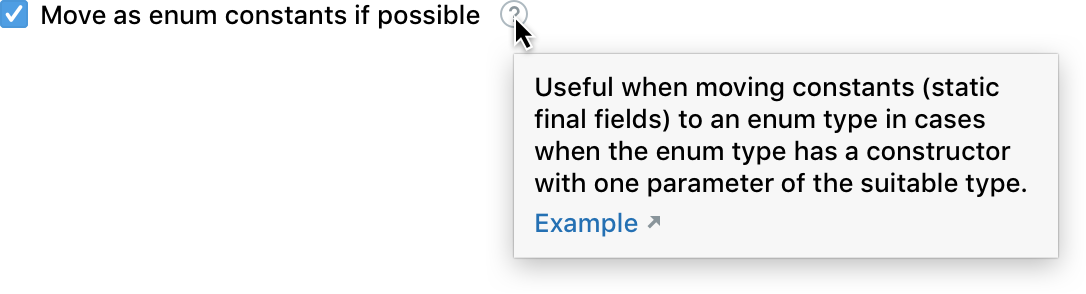 Move as enum constants if possible ?
Useful when moving constants (static
final fields) to an enum type in cases
when the enum type has a constructor
with one parameter of the suitable type.
Example